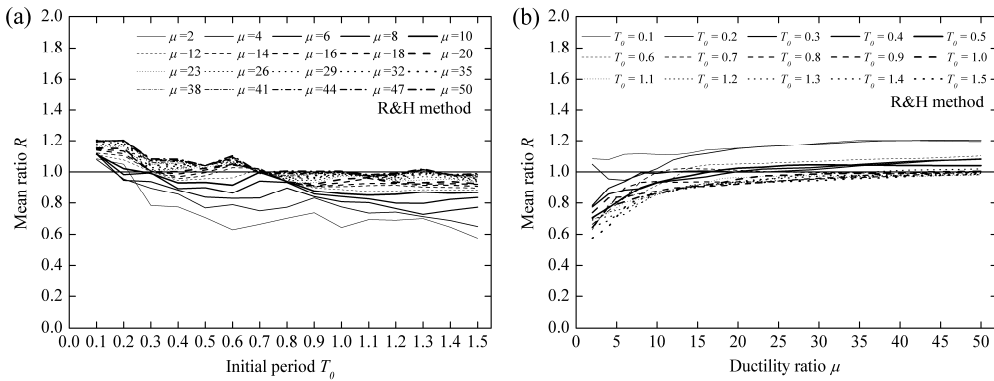 (a)
2.0
1.8
1.6
1.4
1.2
1.0
0.8
0.6
0.4
0.2
0.0
Mean ratio R
μ=2 μ=4 μ=6 μ=8 μ=10
μ=12 μ=14 μ=16 μ=18 μ=20
μ=23 μ=26 μ=29 μ=32 μ=35
μ=38 μ=41 μ=44 μ=47 μ=50
R&H method
0.0 0.1 0.2 0.3 0.4 0.5 0.6 0.7 0.8 0.9 1.0 1.1 1.2 1.3 1.4 1.5
Initial period T0
(b)
2.0
1.8
1.6
1.4
1.2
1.0
0.8
0.6
0.4
0.2
0.0
Mean ratio R
T0 = 0.1 T0 = 0.2 T0 = 0.3 T0 = 0.4 T0 = 0.5
T0 = 0.6 T0 = 0.7 T0 = 0.8 T0 = 0.9 T0 = 1.0
T0 = 1.1 T0 = 1.2 T0 = 1.3 T0 = 1.4 T0 = 1.5
R&H method
0 5 10 15 20 25 30 35 40 45 50
Ductility ratio μ